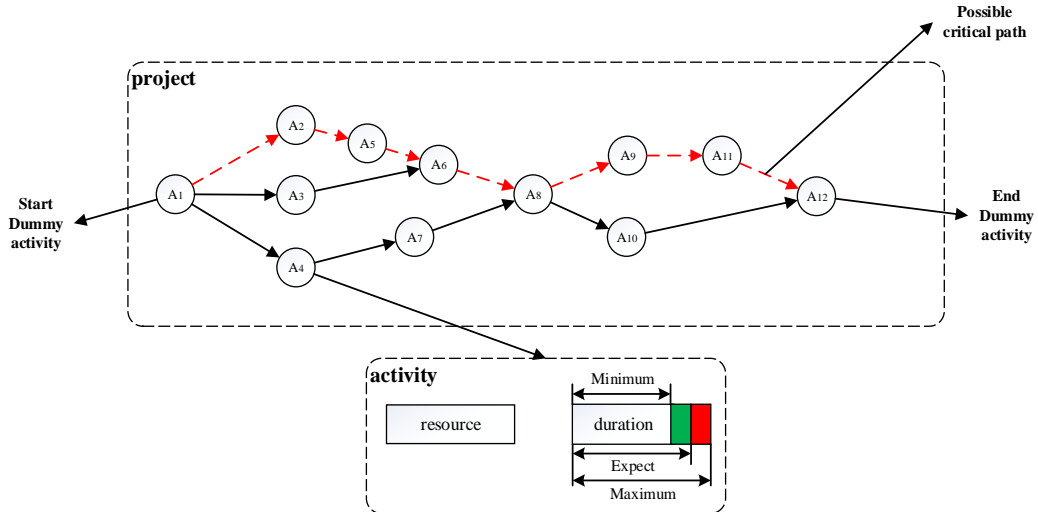 Possible
critical path
project
A2
A5
A6
A9
A11
A1
A3
A8
A12
Start
Dummy
activity
End
Dummy
activity
A7
A10
A4
activity
Minimum
resource
duration
Expect
Maximum